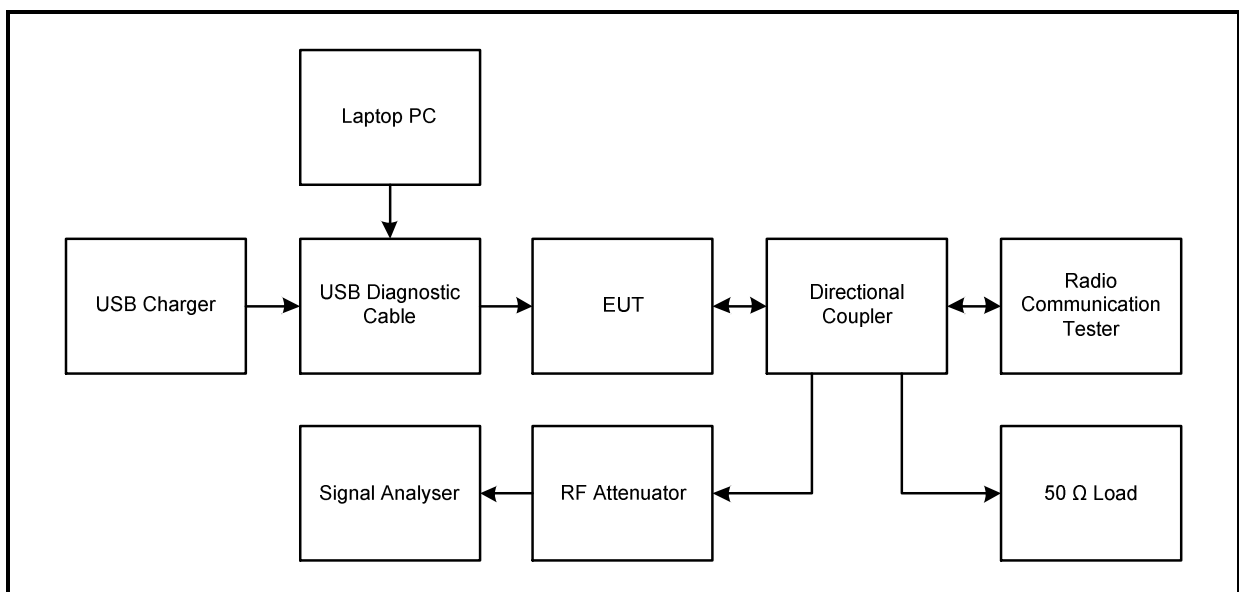 Laptop PC
USB Charger
USB Diagnostic
Cable
EUT
Directional
Coupler
Radio
Communication
Tester
Signal Analyser
RF Attenuator
50 Ω Load